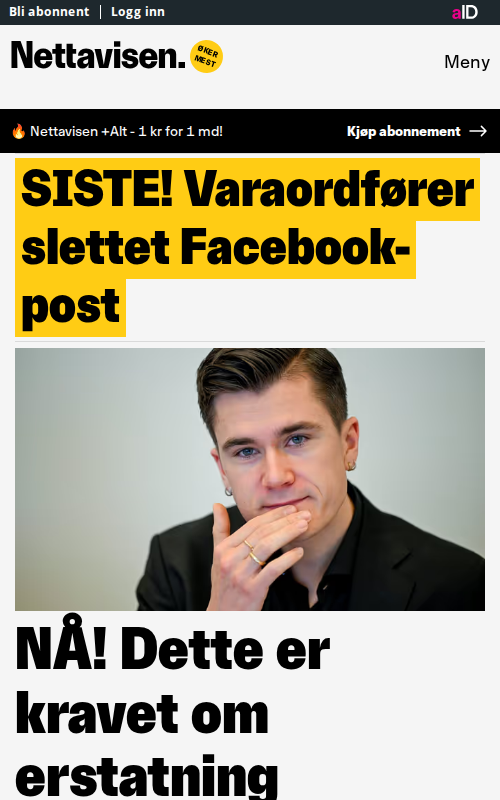 Bli abonnent | Logg inn
aID
Nettavisen.
ØKER
MEST
Meny
🔥 Nettavisen +Alt - 1 kr for 1 md!
Kjøp abonnement →
SISTE! Varaordfører
slettet Facebook-
post
NÅ! Dette er
kravet om
erstatning